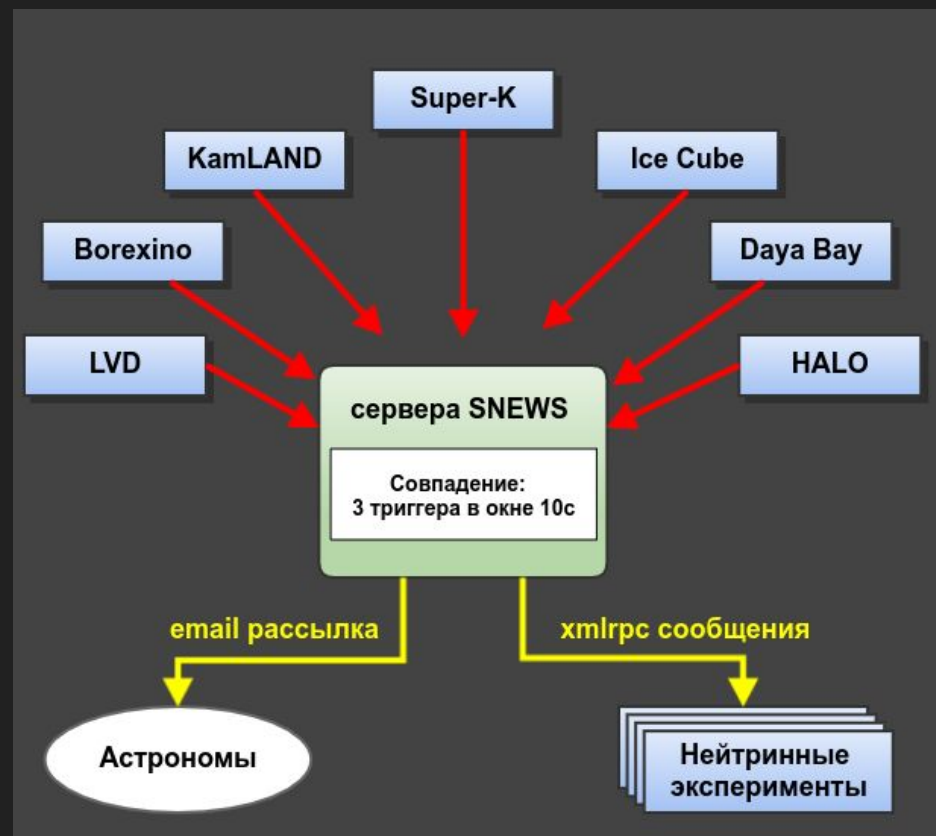 Super-K
KamLAND
Ice Cube
Borexino
Daya Bay
LVD
HALO
сервера SNEWS
Совпадение:
3 триггера в окне 10с
email рассылка
xmlrpc сообщения
Астрономы
Нейтринные
эксперименты